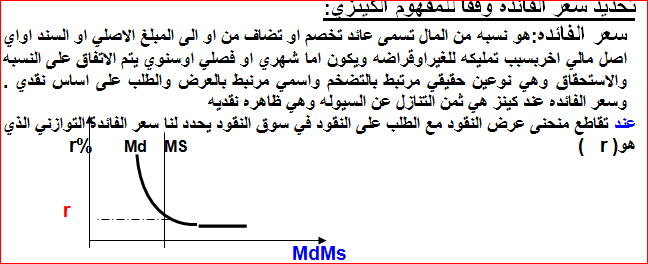 تحديد سعر الفائده وفقا للمفهوم الكينزي:
سعر الفائده:هو نسبه من المال تسمى عائد تخصم او تضاف من او الى المبلغ الاصلي او السند اواي
اصل مالي اخربسبب تمليكه للغيراوقراضه ويكون اما شهري او فصلي اوسنوي يتم الاتفاق على النسبه
والاستحقاق وهي نوعين حقيقي مرتبط بالتضخم واسمي مرتبط بالعرض والطلب على اساس نقدي .
وسعر الفائده عند كينز هي ثمن التنازل عن السيوله وهي ظاهره نقديه
عند تقاطع منحنى عرض النقود مع الطلب على النقود في سوق النقود يحدد لنا سعر الفائدة التوازني الذي
هو( r )
r% Md MS
r
MdMs